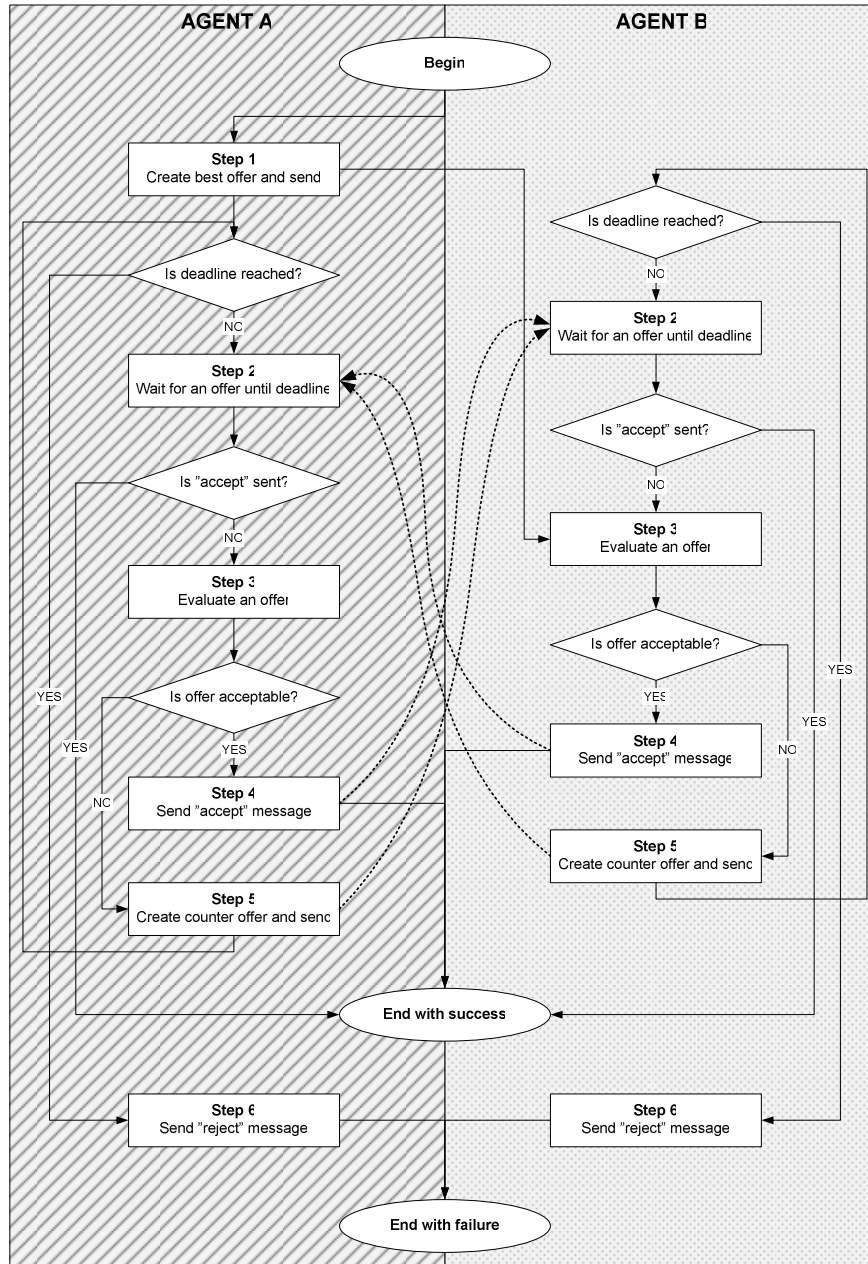 AGENT A
AGENT B
Begin
Step 1
Create best offer and send
Is deadline reached?
NO
Step 2
Wait for an offer until deadline
Is ”accept” sent?
NO
Step 3
Evaluate an offer
Is offer acceptable?
YES
YES
YES
NO
Step 4
Send ”accept” message
Step 5
Create counter offer and send
Is deadline reached?
NO
Step 2
Wait for an offer until deadline
Is ”accept” sent?
NO
Step 3
Evaluate an offer
Is offer acceptable?
YES
YES
YES
NO
Step 4
Send ”accept” message
Step 5
Create counter offer and send
End with success
Step 6
Send ”reject” message
Step 6
Send ”reject” message
End with failure